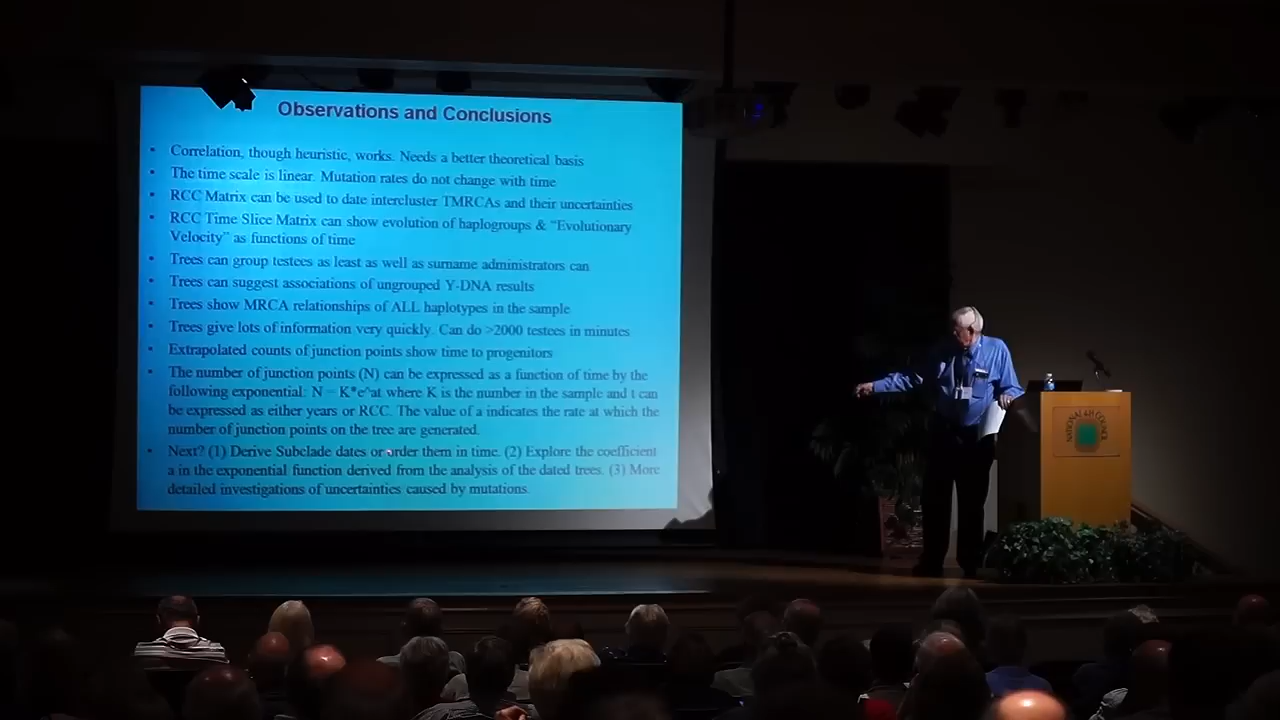 Observations and Conclusions
• Correlation, though heuristic, works. Needs a better theoretical basis
• The time scale is linear. Mutation rates do not change with time
• RCC Matrix can be used to date intercluster TMRCAs and their uncertainties
• RCC Time Slice Matrix can show evolution of haplogroups & “Evolutionary
Velocity” as functions of time
• Trees can group testees as least as well as surname administrators can
• Trees can suggest associations of ungrouped Y-DNA results
• Trees show MRCA relationships of ALL haplotypes in the sample
• Trees give lots of information very quickly. Can do >2000 testees in minutes
• Extrapolated counts of junction points show time to progenitors
• The number of junction points (N) can be expressed as a function of time by the
following exponential: N = K*e^at where K is the number in the sample and t can
be expressed as either years or RCC. The value of a indicates the rate at which the
number of junction points on the tree are generated.
• Next? (1) Derive Subclade dates or order them in time. (2) Explore the coefficient
a in the exponential function derived from the analysis of the dated trees. (3) More
detailed investigations of uncertainties caused by mutations.
NATIONAL 4-H COUNCIL